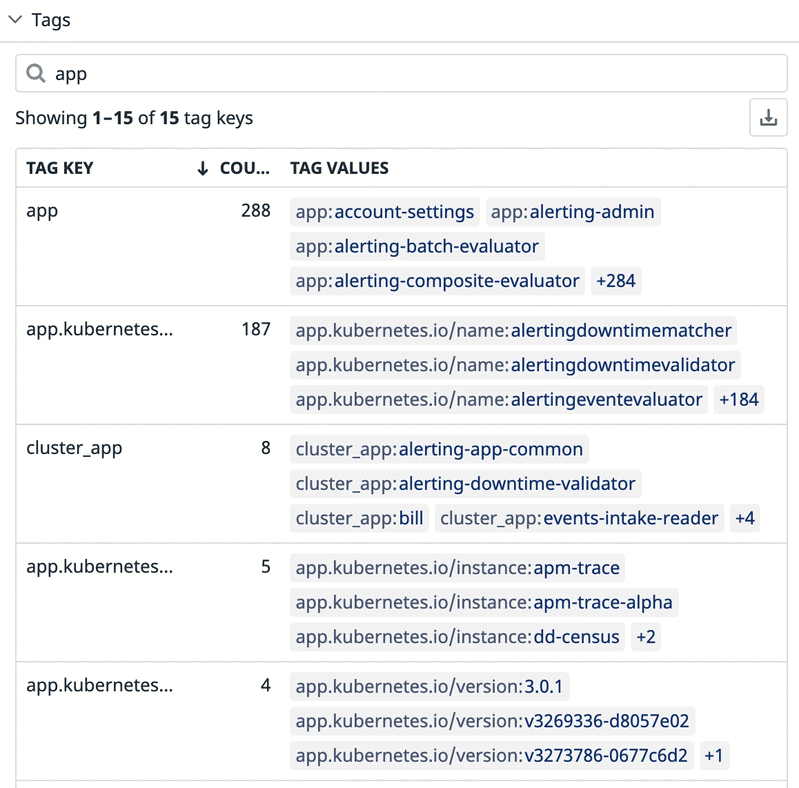 Tags
app
Showing 1–15 of 15 tag keys
TAG KEY ↓ COU... TAG VALUES
app 288 app:account-settings app:alerting-admin
app:alerting-batch-evaluator
app:alerting-composite-evaluator +284
app.kubernetes... 187 app.kubernetes.io/name:alertingdowntimematcher
app.kubernetes.io/name:alertingdowntimevalidator
app.kubernetes.io/name:alertingeventevaluator +184
cluster_app 8 cluster_app:alerting-app-common
cluster_app:alerting-downtime-validator
cluster_app:bill cluster_app:events-intake-reader +4
app.kubernetes... 5 app.kubernetes.io/instance:apm-trace
app.kubernetes.io/instance:apm-trace-alpha
app.kubernetes.io/instance:dd-census +2
app.kubernetes... 4 app.kubernetes.io/version:3.0.1
app.kubernetes.io/version:v3269336-d8057e02
app.kubernetes.io/version:v3273786-0677c6d2 +1